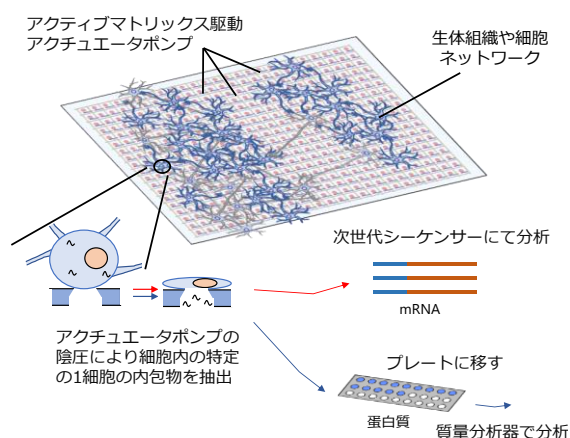 アクティブマトリックス駆動
アクチュエータポンプ
生体組織や細胞
ネットワーク
次世代シーケンサーにて分析
mRNA
アクチュエータポンプの
陰圧により細胞内の特定
の1細胞の内包物を抽出
プレートに移す
蛋白質
質量分析器で分析